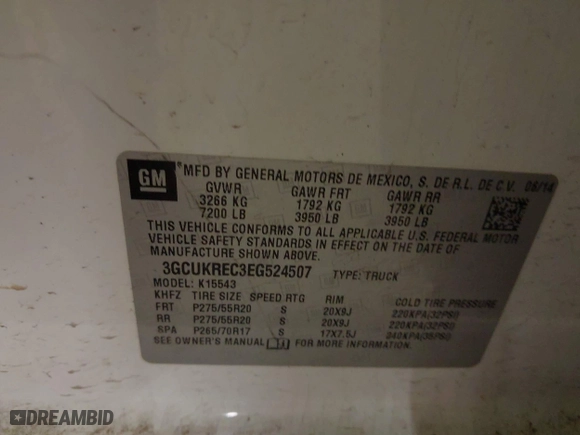 GM
®MFD BY GENERAL MOTORS DE MEXICO, S. DE R.L. DE C.V. 06/14
GVWR GAWR FRT GAWR RR
3266 KG 1792 KG 1792 KG
7200 LB 3950 LB 3950 LB
THIS VEHICLE CONFORMS TO ALL APPLICABLE U.S. FEDERAL MOTOR
VEHICLE SAFETY STANDARDS IN EFFECT ON THE DATE OF
MANUFACTURE SHOWN ABOVE.
3GCUKREC3EG524507 TYPE: TRUCK
MODEL: K15543
KHFZ TIRE SIZE SPEED RTG RIM COLD TIRE PRESSURE
FRT P275/55R20 S 20X9J 220KPA(32PSI)
RR P275/55R20 S 20X9J 220KPA(32PSI)
SPA P265/70R17 S 17X7.5J 240KPA(35PSI)
SEE OWNER'S MANUAL FOR MORE INFORMATION.
DREAMBID